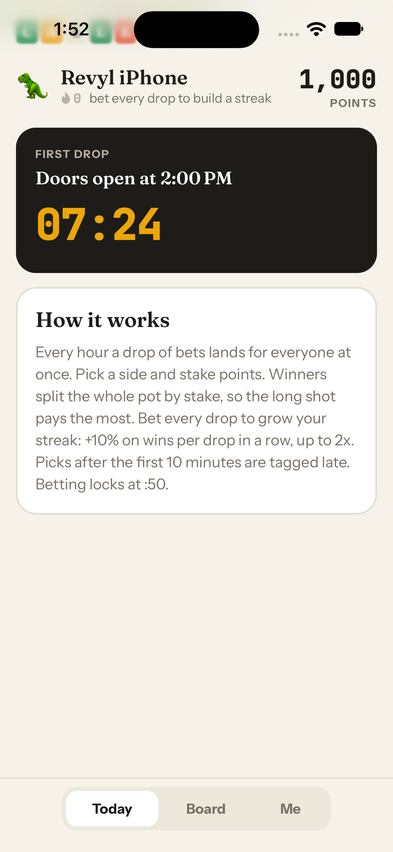 1:52
Revyl iPhone
0 bet every drop to build a streak
1,000
POINTS
FIRST DROP
Doors open at 2:00 PM
07:24
How it works
Every hour a drop of bets lands for everyone at
once. Pick a side and stake points. Winners
split the whole pot by stake, so the long shot
pays the most. Bet every drop to grow your
streak: +10% on wins per drop in a row, up to 2x.
Picks after the first 10 minutes are tagged late.
Betting locks at :50.
Today Board Me